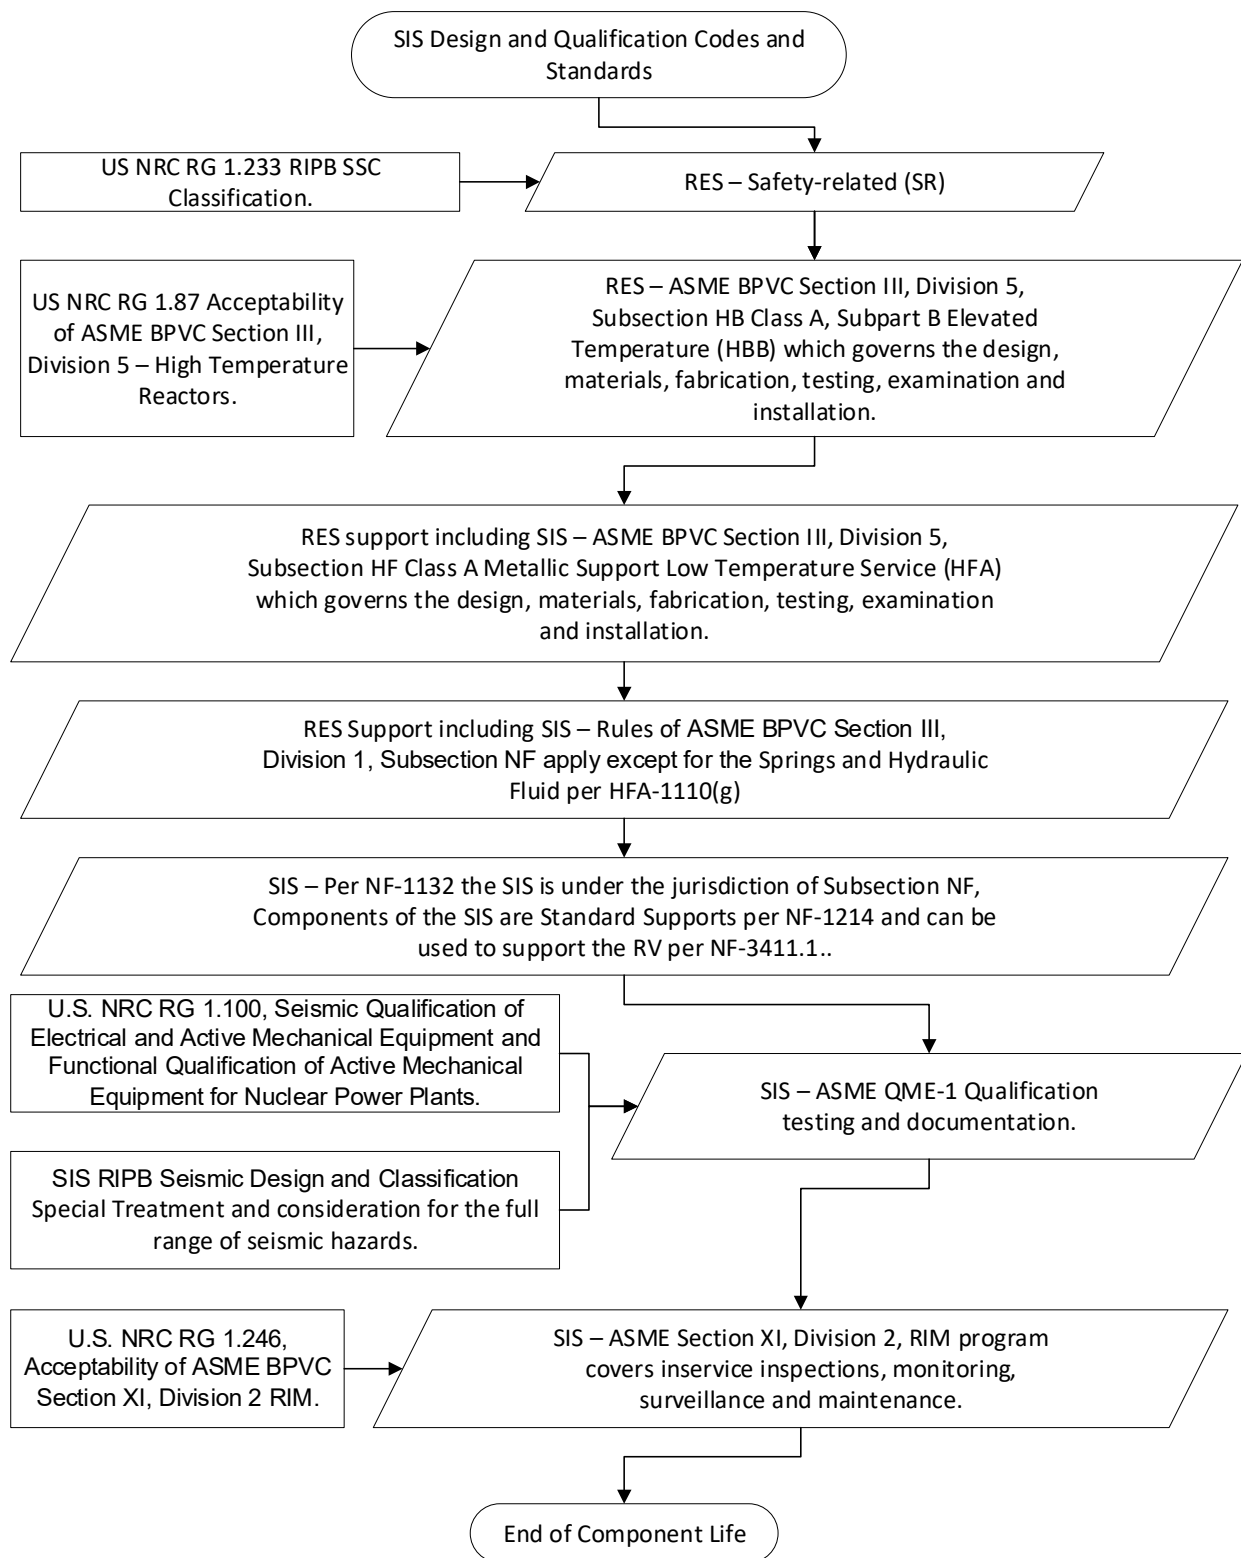 SIS Design and Qualification Codes and
Standards
US NRC RG 1.233 RIPB SSC
Classification.
RES – Safety-related (SR)
US NRC RG 1.87 Acceptability
of ASME BPVC Section III,
Division 5 – High Temperature
Reactors.
RES – ASME BPVC Section III, Division 5,
Subsection HB Class A, Subpart B Elevated
Temperature (HBB) which governs the design,
materials, fabrication, testing, examination and
installation.
RES support including SIS – ASME BPVC Section III, Division 5,
Subsection HF Class A Metallic Support Low Temperature Service (HFA)
which governs the design, materials, fabrication, testing, examination
and installation.
RES Support including SIS – Rules of ASME BPVC Section III,
Division 1, Subsection NF apply except for the Springs and Hydraulic
Fluid per HFA-1110(g)
SIS – Per NF-1132 the SIS is under the jurisdiction of Subsection NF,
Components of the SIS are Standard Supports per NF-1214 and can be
used to support the RV per NF-3411.1..
U.S. NRC RG 1.100, Seismic Qualification of
Electrical and Active Mechanical Equipment and
Functional Qualification of Active Mechanical
Equipment for Nuclear Power Plants.
SIS – ASME QME-1 Qualification
testing and documentation.
SIS RIPB Seismic Design and Classification
Special Treatment and consideration for the full
range of seismic hazards.
U.S. NRC RG 1.246,
Acceptability of ASME BPVC
Section XI, Division 2 RIM.
SIS – ASME Section XI, Division 2, RIM program
covers inservice inspections, monitoring,
surveillance and maintenance.
End of Component Life